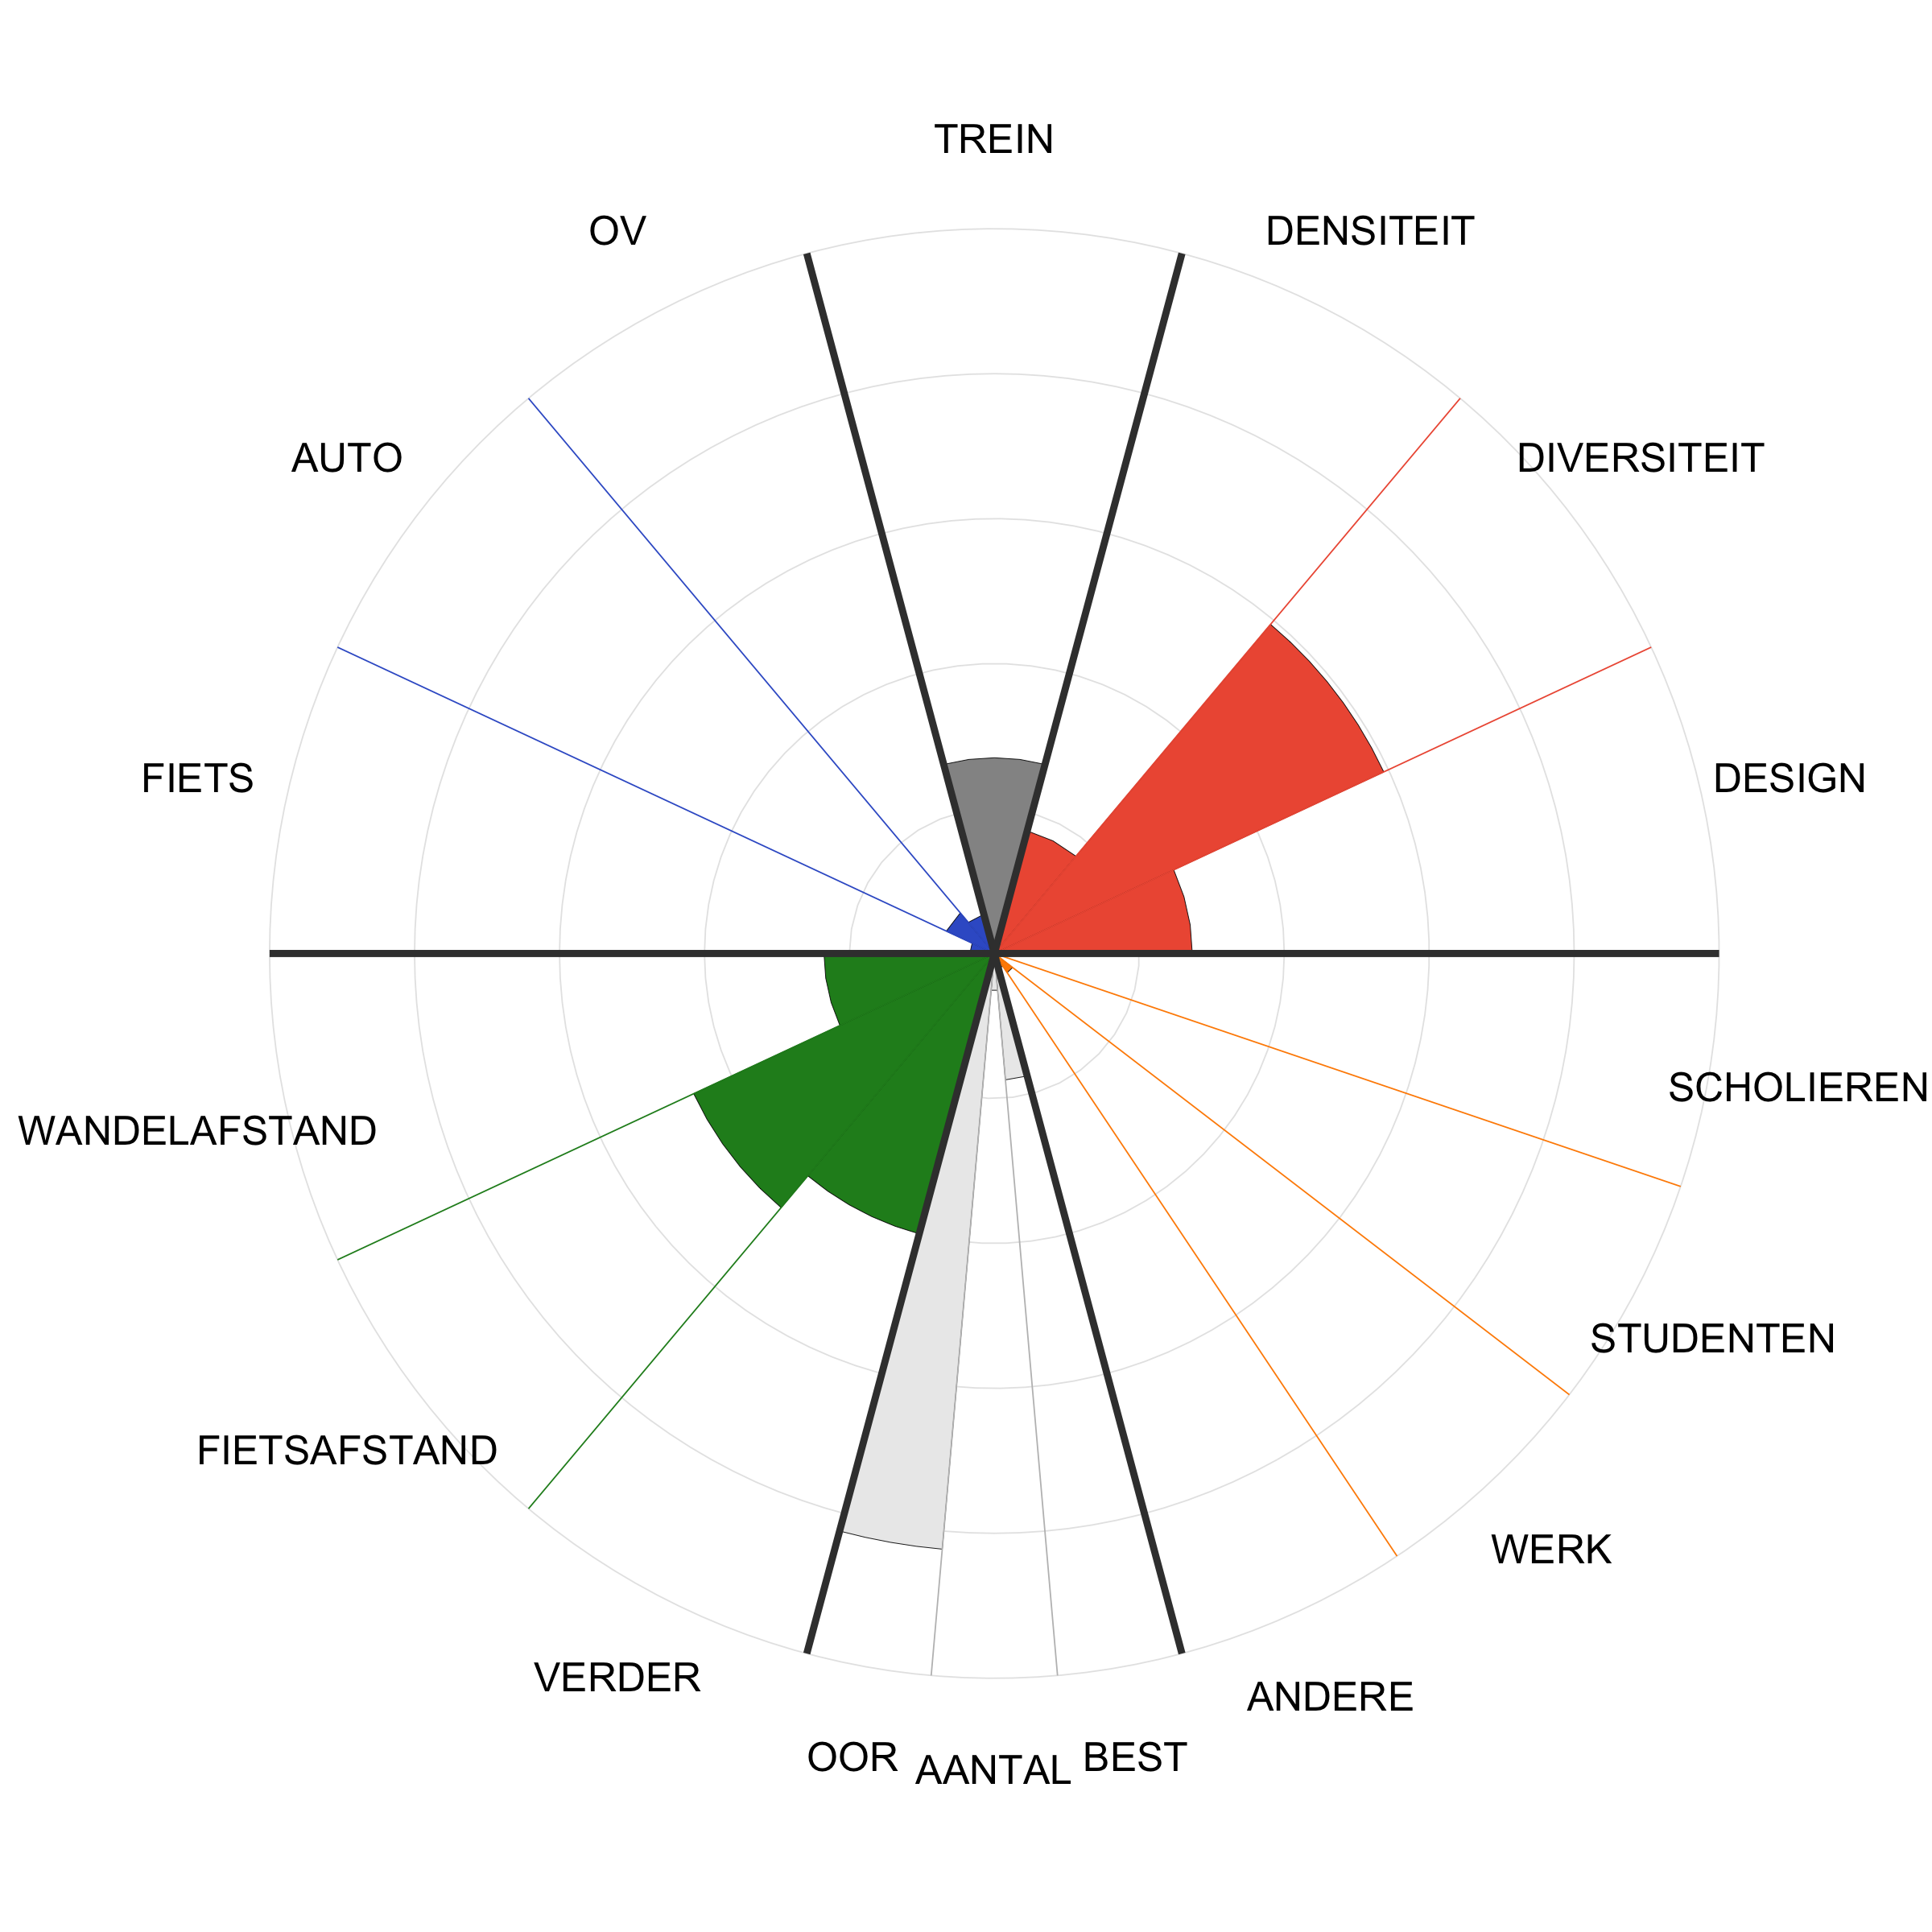 TREIN
OV
DENSITEIT
AUTO
DIVERSITEIT
FIETS
DESIGN
SCHOLIEREN
WANDELAFSTAND
STUDENTEN
FIETSAFSTAND
WERK
VERDER
ANDERE
OOR
AANTAL
BEST